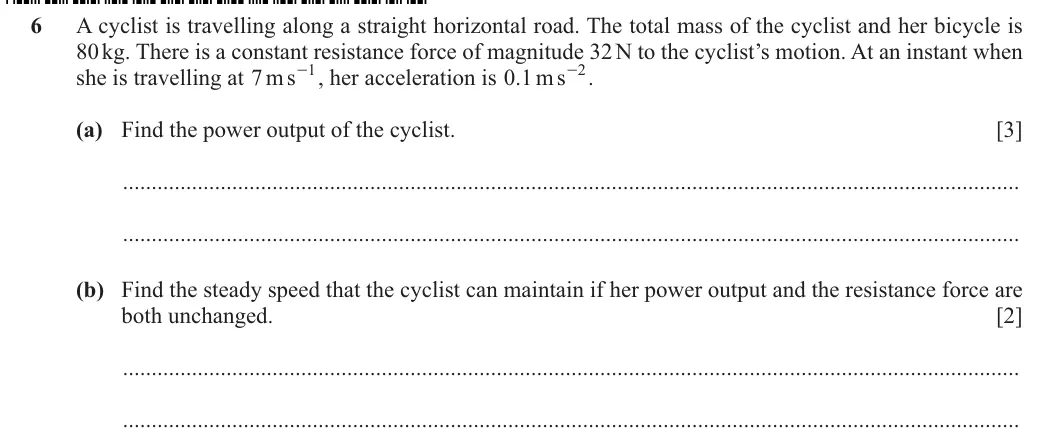 6 A cyclist is travelling along a straight horizontal road. The total mass of the cyclist and her bicycle is
80 kg. There is a constant resistance force of magnitude 32 N to the cyclist’s motion. At an instant when
she is travelling at 7 m s⁻¹, her acceleration is 0.1 m s⁻².
(a) Find the power output of the cyclist. [3]
(b) Find the steady speed that the cyclist can maintain if her power output and the resistance force are
both unchanged. [2]